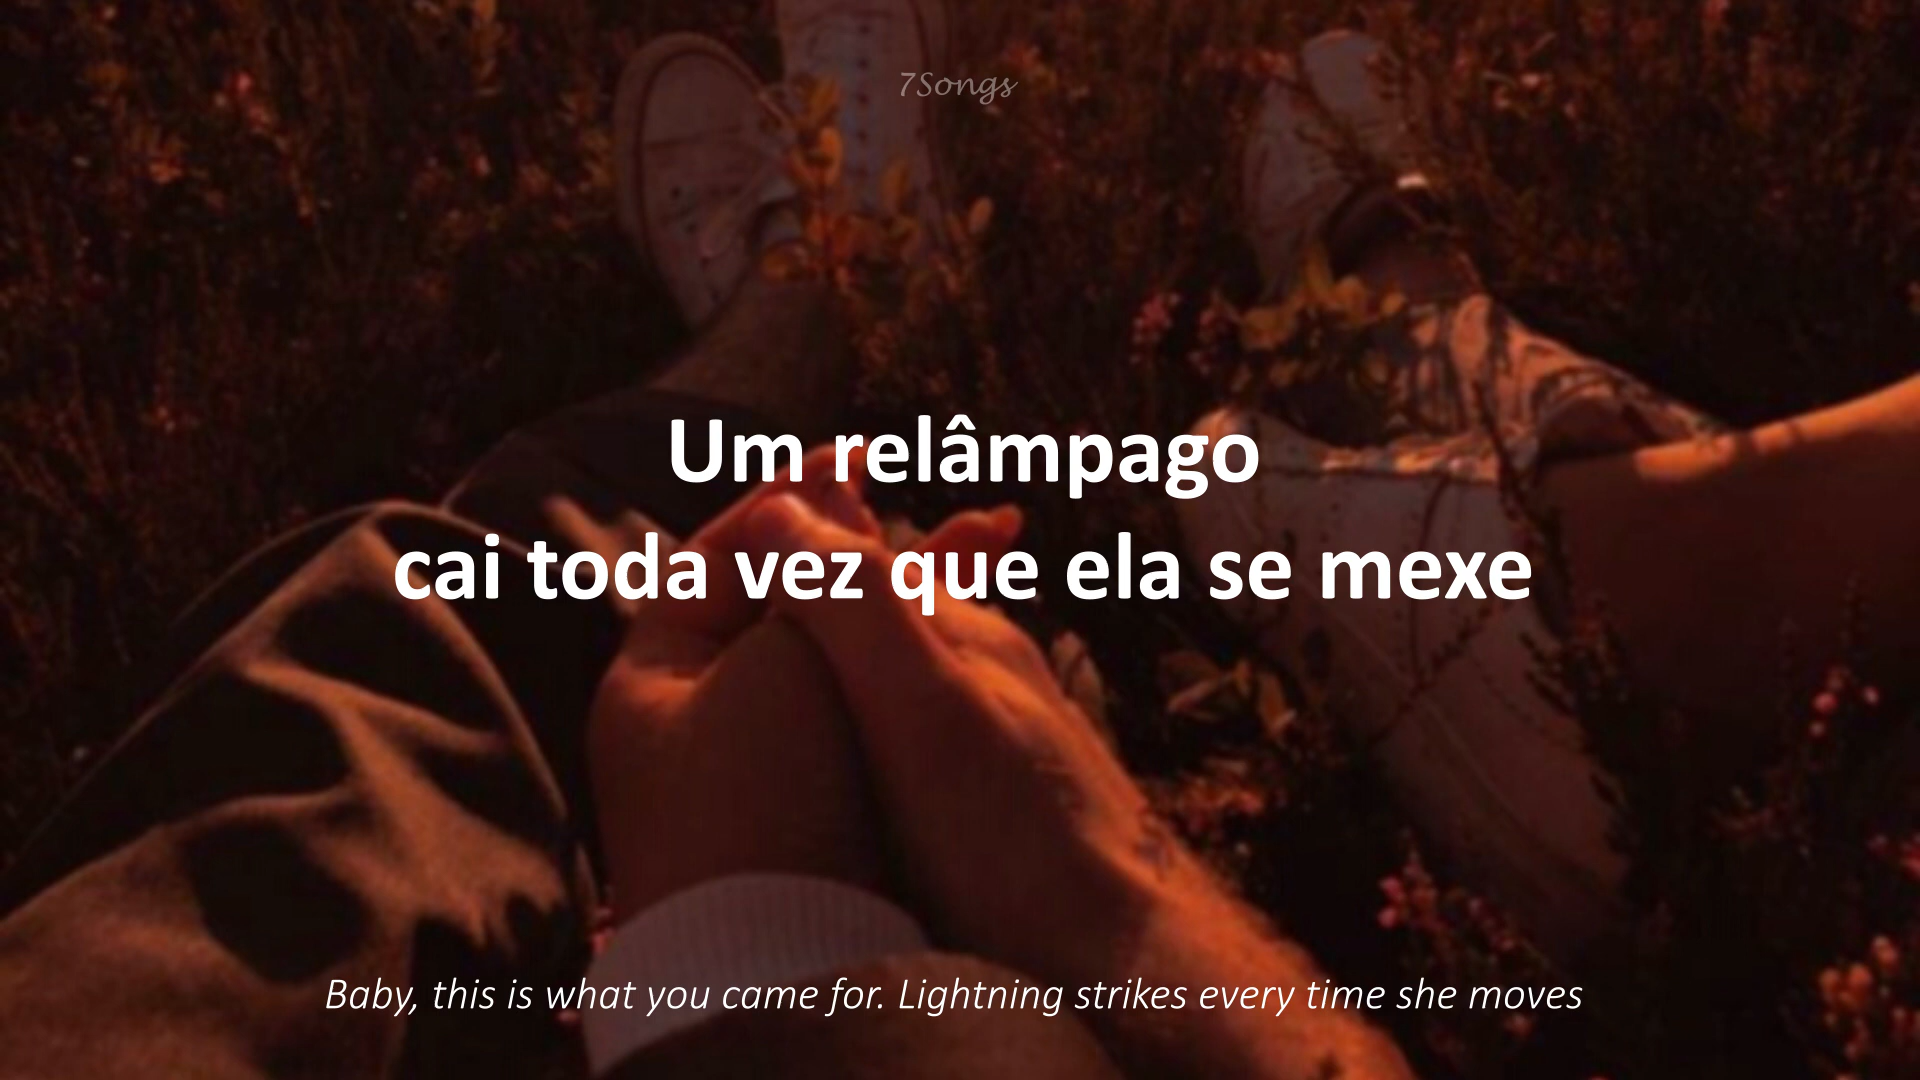 7Songs
Um relâmpago
cai toda vez que ela se mexe
Baby, this is what you came for. Lightning strikes every time she moves